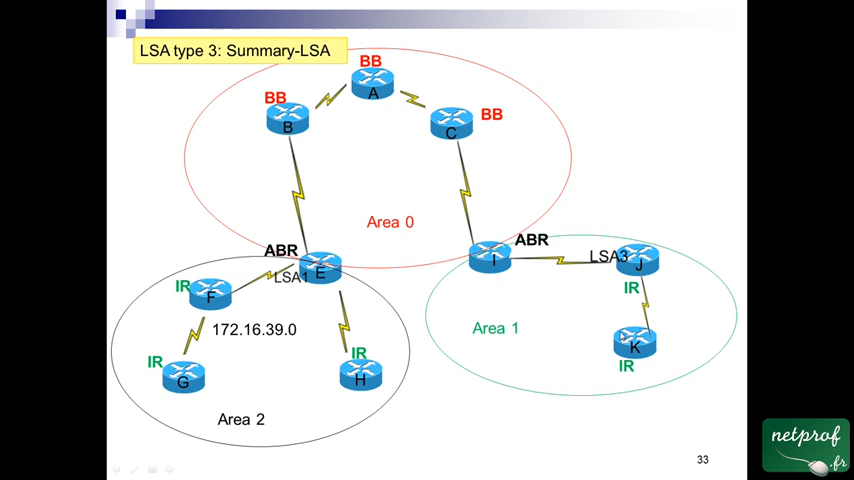 LSA type 3: Summary-LSA
BB
A
BB
B
BB
C
Area 0
ABR
E
ABR
I
LSA3
J
IR
LSA1
IR
F
172.16.39.0
Area 1
K
IR
IR
G
IR
H
Area 2
33
netprof
.fr